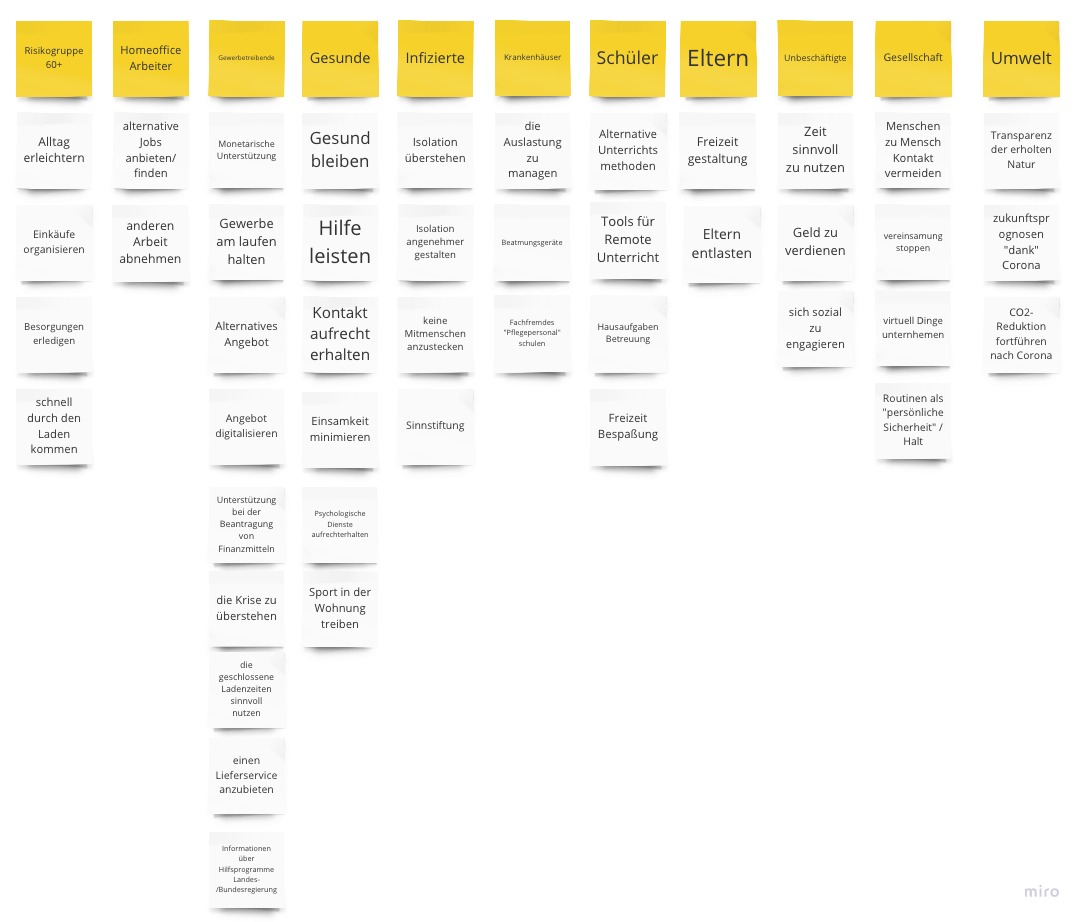 Risikogruppe
60+
Homeoffice
Arbeiter
Gewerbetreibende
Gesunde
Infizierte
Krankenhäuser
Schüler
Eltern
Unbeschäftigte
Gesellschaft
Umwelt
Alltag
erleichtern
alternative
Jobs
anbieten/
finden
Monetarische
Unterstützung
Gesund
bleiben
Isolation
überstehen
die
Auslastung
zu
managen
Alternative
Unterrichts
methoden
Freizeit
gestaltung
Zeit
sinnvoll
zu nutzen
Menschen
zu Mensch
Kontakt
vermeiden
Transparenz
der erholten
Natur
Einkäufe
organisieren
anderen
Arbeit
abnehmen
Gewerbe
am laufen
halten
Hilfe
leisten
Isolation
angenehmer
gestalten
Beatmungsgeräte
Tools für
Remote
Unterricht
Eltern
entlasten
Geld zu
verdienen
vereinsamung
stoppen
zukunftspr
ognosen
"dank"
Corona
Besorgungen
erledigen
Alternatives
Angebot
Kontakt
aufrecht
erhalten
keine
Mitmenschen
anzustecken
Fachfremdes
"Pflegepersonal"
schulen
Hausaufgaben
Betreuung
sich sozial
zu
engagieren
virtuell Dinge
unternhemen
CO2-
Reduktion
fortführen
nach Corona
schnell
durch den
Laden
kommen
Angebot
digitalisieren
Einsamkeit
minimieren
Sinnstiftung
Freizeit
Bespaßung
Routinen als
"persönliche
Sicherheit" /
Halt
Unterstützung
bei der
Beantragung
von
Finanzmitteln
Psychologische
Dienste
aufrechterhalten
die Krise zu
überstehen
Sport in der
Wohnung
treiben
die
geschlossene
Ladenzeiten
sinnvoll
nutzen
einen
Lieferservice
anzubieten
Informationen
über
Hilfsprogramme
Landes-
/Bundesregierung
miro